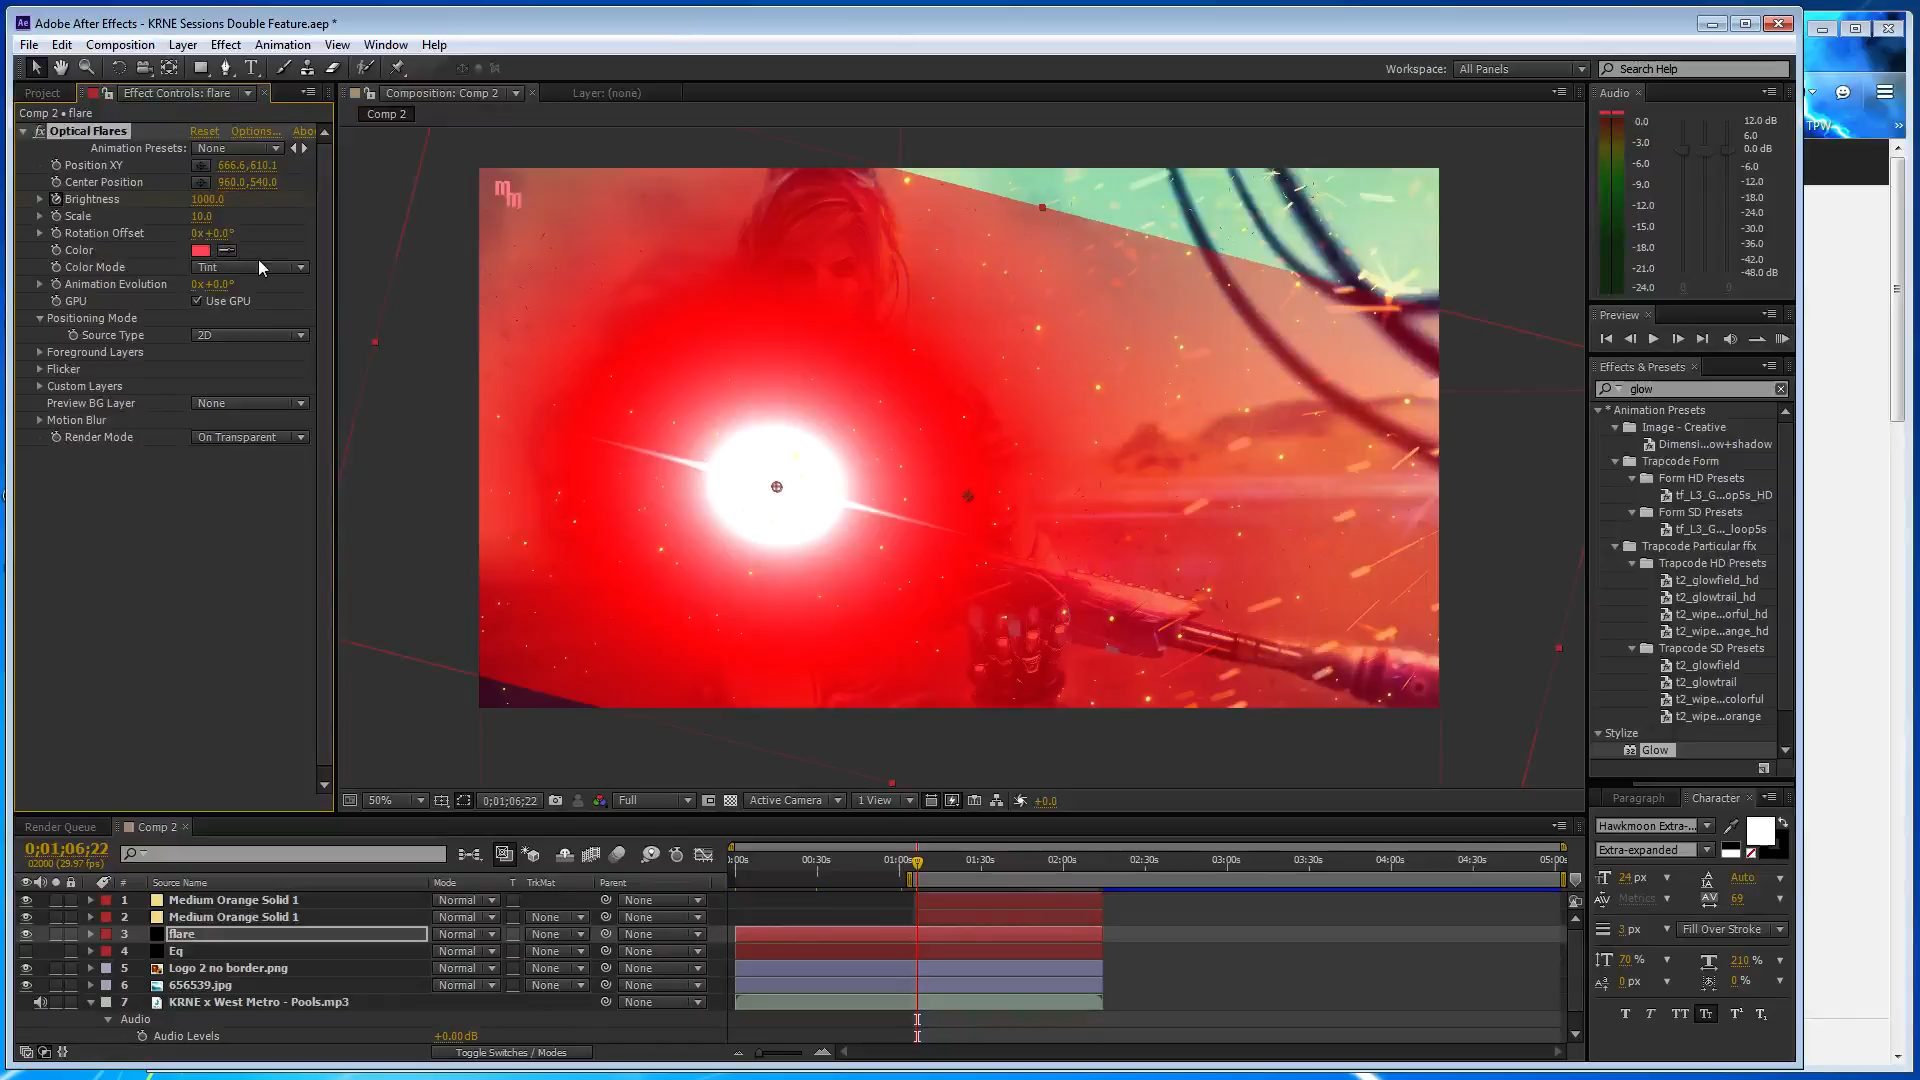 Adobe After Effects - KRNE Sessions Double Feature.aep *
File Edit Composition Layer Effect Animation View Window Help
Workspace: All Panels Search Help
Project Effect Controls: flare Composition: Comp 2 Layer: (none) Audio
Comp 2 • flare
Comp 2
Optical Flares Reset Options... Abo
Animation Presets: None
Position XY 666.6,610.1
Center Position 960.0,540.0
Brightness 1000.0
Scale 10.0
Rotation Offset 0x+0.0°
Color
Color Mode Tint
Animation Evolution 0x+0.0°
GPU Use GPU
Positioning Mode
Source Type 2D
Foreground Layers
Flicker
Custom Layers
Preview BG Layer None
Motion Blur
Render Mode On Transparent
TPW
0.0
-3.0
-6.0
-9.0
-12.0
-15.0
-18.0
-21.0
-24.0
12.0 dB
6.0
0.0 dB
-6.0
-12.0
-18.0
-24.0
-30.0
-36.0
-42.0
-48.0 dB
0 0
Preview
Effects & Presets
glow
* Animation Presets
Image - Creative
Dimensi...ow+shadow
Trapcode Form
Form HD Presets
tf_L3_G...op5s_HD
Form SD Presets
tf_L3_G..._loop5s
Trapcode Particular ffx
Trapcode HD Presets
t2_glowfield_hd
t2_glowtrail_hd
t2_wipe...orful_hd
t2_wipe...ange_hd
Trapcode SD Presets
t2_glowfield
t2_glowtrail
t2_wipe...colorful
t2_wipe...orange
Stylize
Glow
50% 0;01;06;22 Full Active Camera 1 View +0.0
Paragraph Character
Hawkmoon Extra-...
Extra-expanded
24 px Auto
Metrics 69
3 px Fill Over Stroke
70 % 210 %
0 px 0 %
T T TT Tt T¹ T₁
Render Queue Comp 2
0;01;06;22
02000 (29.97 fps)
:00s 00:30s 01:00s 01:30s 02:00s 02:30s 03:00s 03:30s 04:00s 04:30s 05:00s
# Source Name Mode T TrkMat Parent
1 Medium Orange Solid 1 Normal None
2 Medium Orange Solid 1 Normal None None
3 flare Normal None None
4 Eq Normal None None
5 Logo 2 no border.png Normal None None
6 656539.jpg Normal None None
7 KRNE x West Metro - Pools.mp3 None
Audio
Audio Levels +0.00 dB
Toggle Switches / Modes